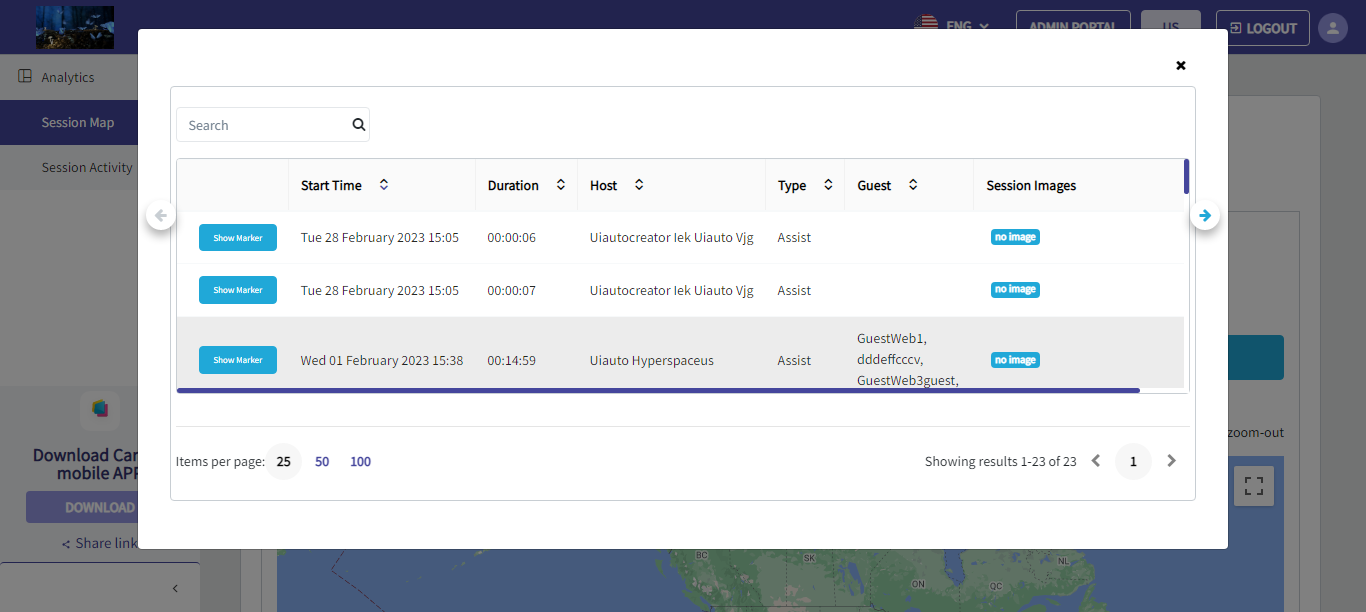 ENG
ADMIN PORTAL
US
LOGOUT
Analytics
Session Map
Session Activity
Search
Start Time Duration Host Type Guest Session Images
Show Marker Tue 28 February 2023 15:05 00:00:06 Uiautocreator Iek Uiauto Vjg Assist no image
Show Marker Tue 28 February 2023 15:05 00:00:07 Uiautocreator Iek Uiauto Vjg Assist no image
GuestWeb1,
Show Marker Wed 01 February 2023 15:38 00:14:59 Uiauto Hyperspaceus Assist dddeffcccv, no image
GuestWeb3guest,
zoom-out
Items per page: 25 50 100
Showing results 1-23 of 23 1
Download Car
mobile APP
DOWNLOAD
Share link
BC
SK
ON
QC
NL